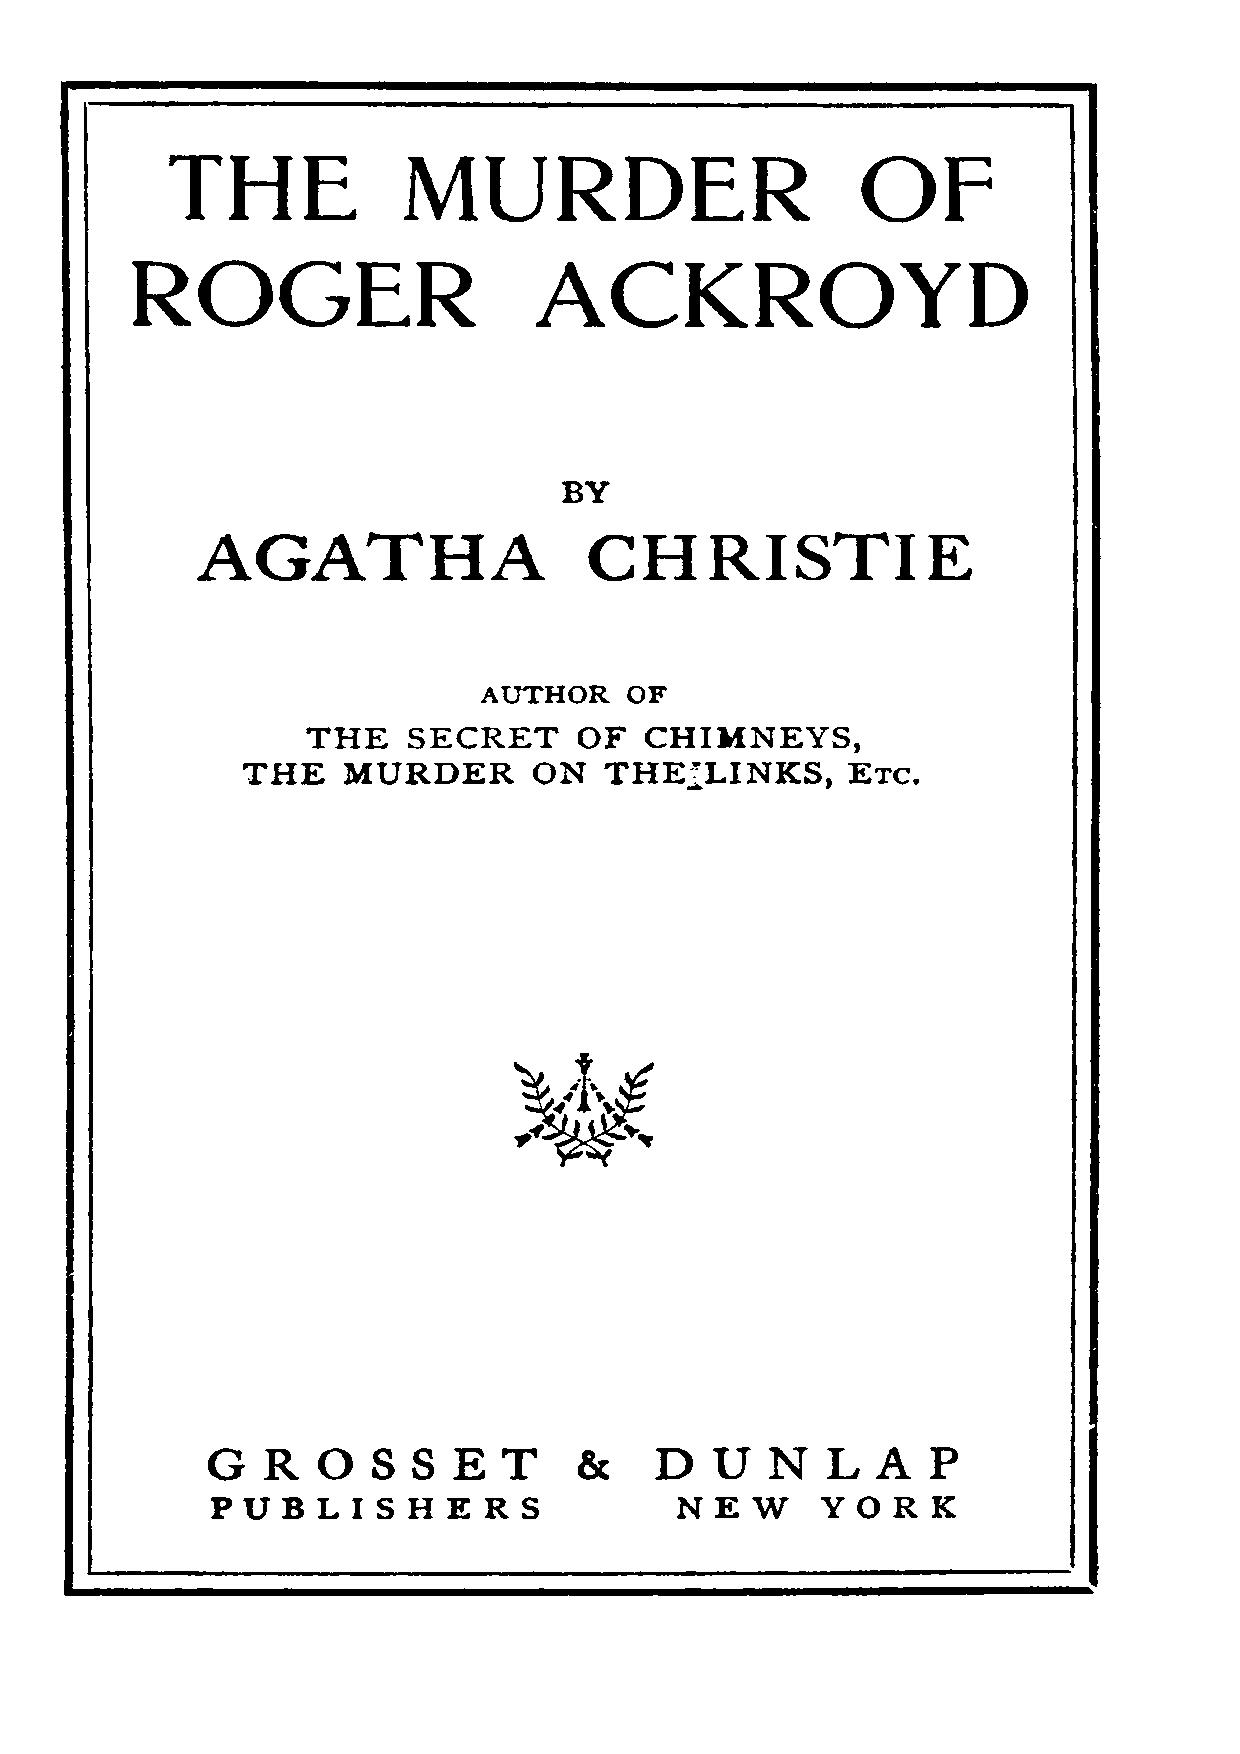 THE MURDER OF
ROGER ACKROYD
BY
AGATHA CHRISTIE
AUTHOR OF
THE SECRET OF CHIMNEYS,
THE MURDER ON THE LINKS, ETC.
GROSSET & DUNLAP
PUBLISHERS NEW YORK